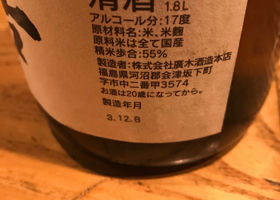 清酒 1.8L
アルコール分:17度
原材料名:米、米麹
原料米は全て国産
精米歩合:55%
製造者:株式会社廣木酒造本店
福島県河沼郡会津坂下町
字市中二番甲3574
お酒は20歳になってから。
製造年月
3.12.B